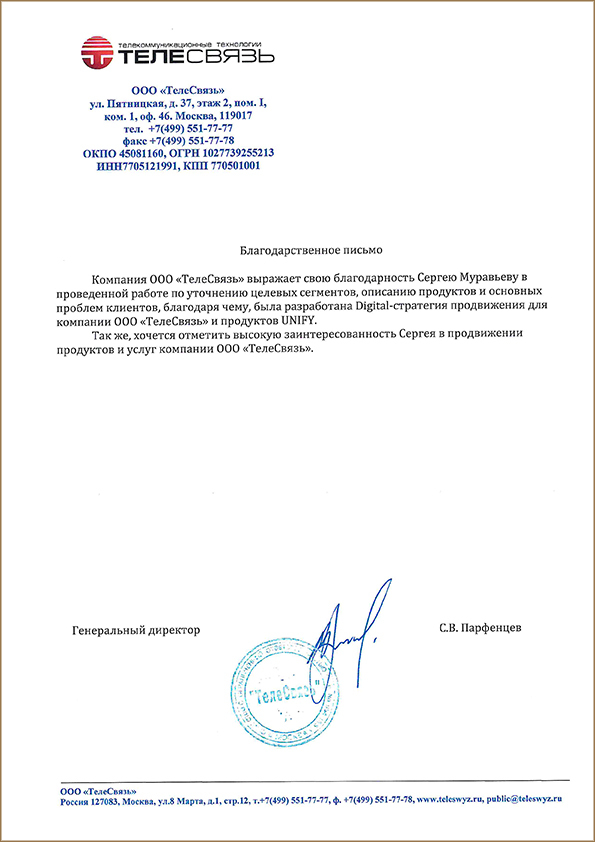 телекоммуникационные технологии
ТЕЛЕСВЯЗЬ
ООО «ТелеСвязь»
ул. Пятницкая, д. 37, этаж 2, пом. I,
ком. 1, оф. 46. Москва, 119017
тел. +7(499) 551-77-77
факс +7(499) 551-77-78
ОКПО 45081160, ОГРН 1027739255213
ИНН7705121991, КПП 770501001
Благодарственное письмо
Компания ООО «ТелеСвязь» выражает свою благодарность Сергею Муравьеву в
проведенной работе по уточнению целевых сегментов, описанию продуктов и основных
проблем клиентов, благодаря чему, была разработана Digital-стратегия продвижения для
компании ООО «ТелеСвязь» и продуктов UNIFY.
Так же, хочется отметить высокую заинтересованность Сергея в продвижении
продуктов и услуг компании ООО «ТелеСвязь».
Генеральный директор
С.В. Парфенцев
"ТелеСвязь"
ООО «ТелеСвязь»
Россия 127083, Москва, ул.8 Марта, д.1, стр.12, т.+7(499) 551-77-77, ф. +7(499) 551-77-78, www.teleswyz.ru, public@teleswyz.ru